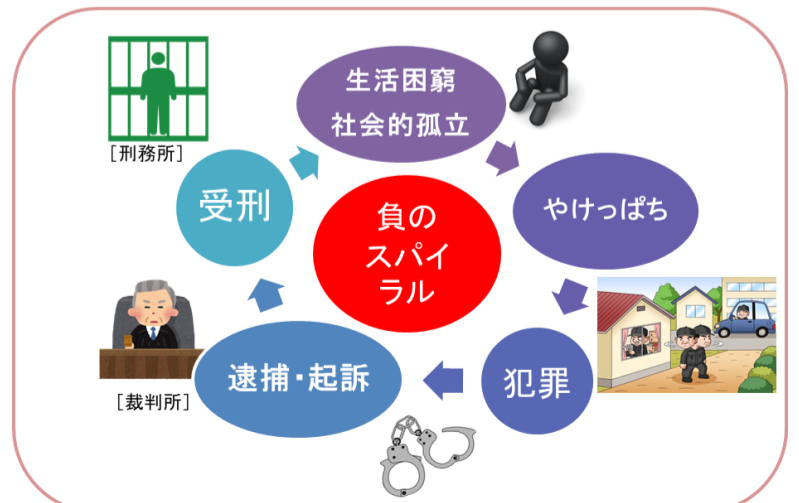 生活困窮
社会的孤立
[刑務所]
受刑
やけっぱち
負の
スパイ
ラル
逮捕・起訴
犯罪
[裁判所]